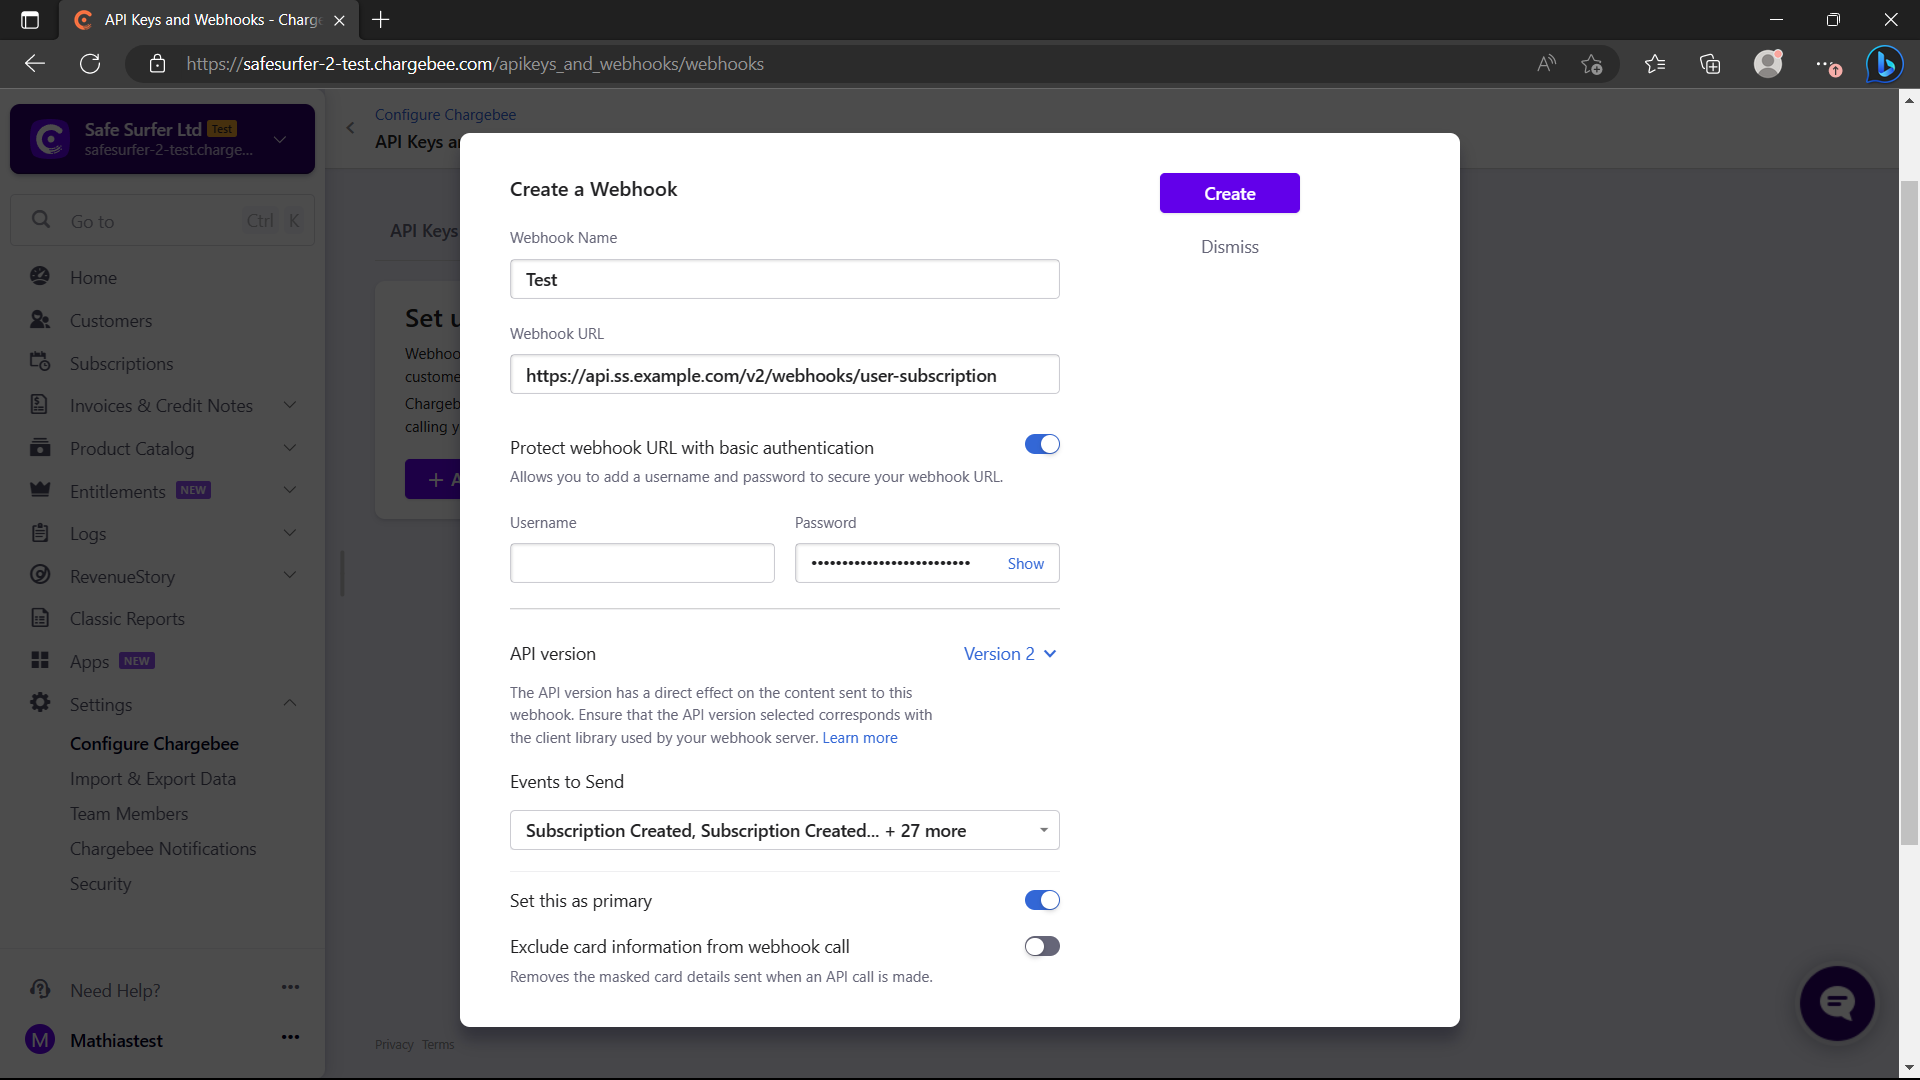 API Keys and Webhooks - Charg
https://safesurfer-2-test.chargebee.com/apikeys_and_webhooks/webhooks
Safe Surfer Ltd Test
safesurfer-2-test.charge...
Go to Ctrl K
Home
Customers
Subscriptions
Invoices & Credit Notes
Product Catalog
Entitlements NEW
Logs
RevenueStory
Classic Reports
Apps NEW
Settings
Configure Chargebee
Import & Export Data
Team Members
Chargebee Notifications
Security
Need Help?
M Mathiastest
Configure Chargebee
API Keys a
API Keys
Set u
Webhoo
custome
Chargeb
calling y
+ A
Create a Webhook
Create
Dismiss
Webhook Name
Test
Webhook URL
https://api.ss.example.com/v2/webhooks/user-subscription
Protect webhook URL with basic authentication
Allows you to add a username and password to secure your webhook URL.
Username Password
Show
API version Version 2
The API version has a direct effect on the content sent to this
webhook. Ensure that the API version selected corresponds with
the client library used by your webhook server. Learn more
Events to Send
Subscription Created, Subscription Created... + 27 more
Set this as primary
Exclude card information from webhook call
Removes the masked card details sent when an API call is made.
Privacy Terms